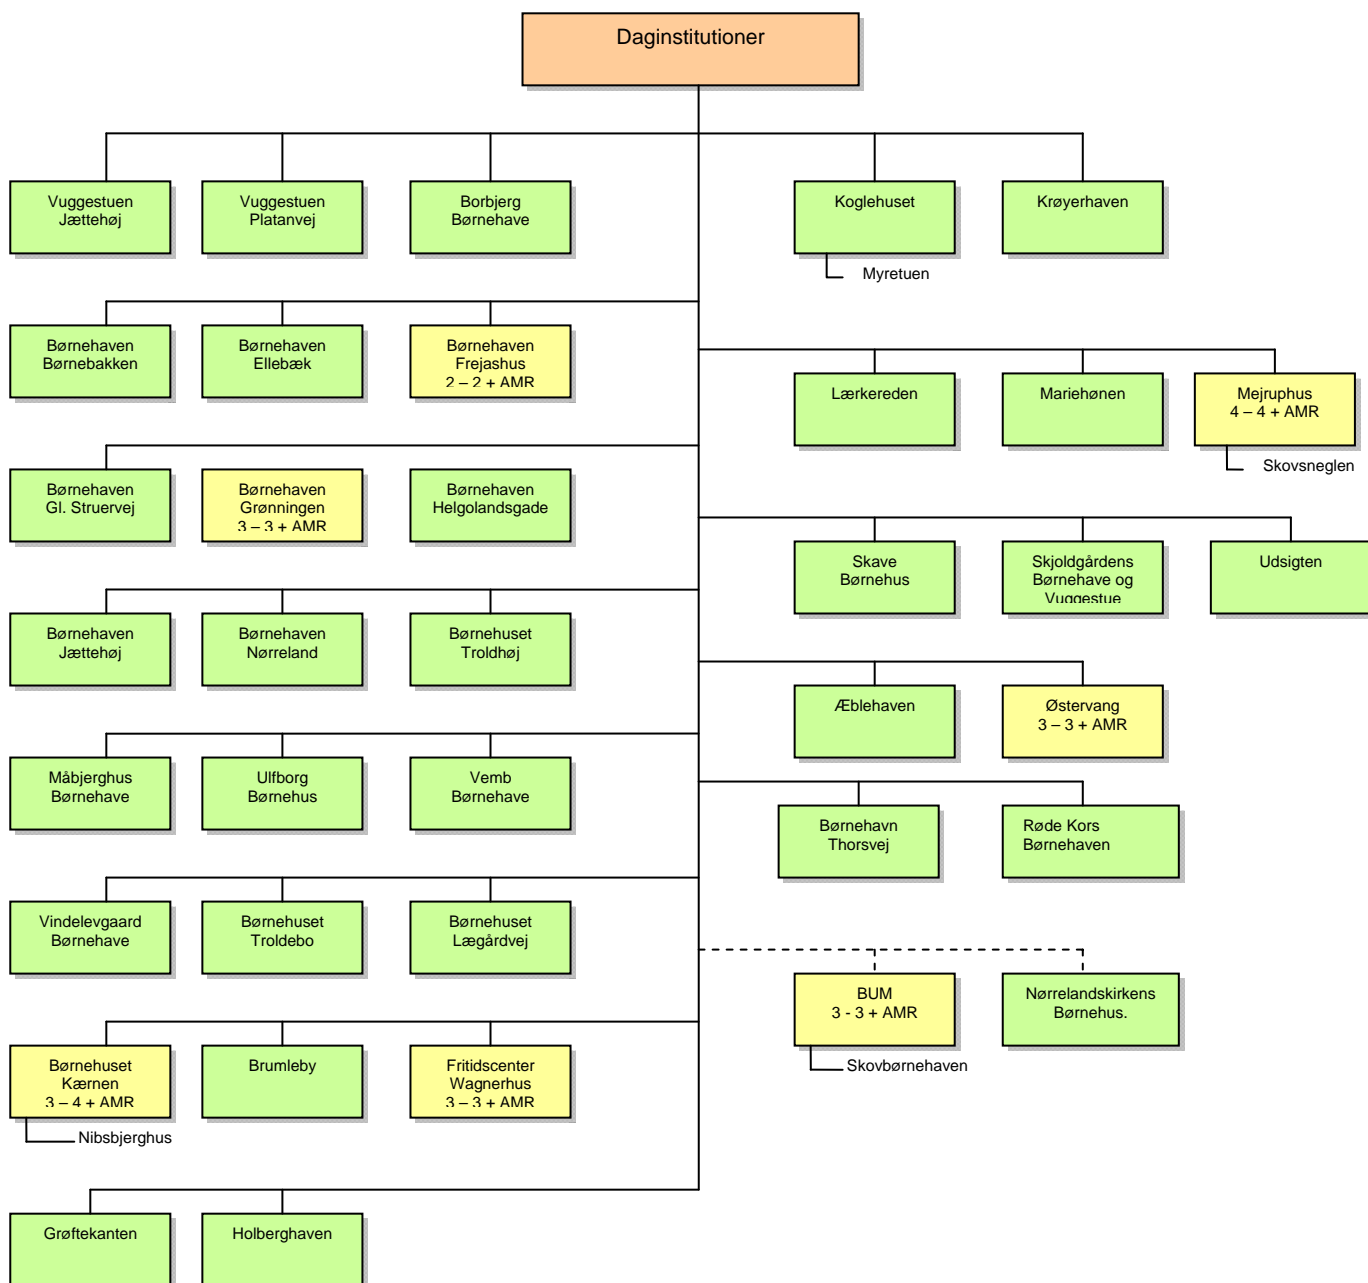 Daginstitutioner
Vuggestuen
Jættehøj
Vuggestuen
Platanvej
Borbjerg
Børnehave
Koglehuset
Myretuen
Krøyerhaven
Børnehaven
Børnebakken
Børnehaven
Ellebæk
Børnehaven
Frejashus
2 – 2 + AMR
Lærkereden
Mariehønen
Mejruphus
4 – 4 + AMR
Skovsneglen
Børnehaven
Gl. Struervej
Børnehaven
Grønningen
3 – 3 + AMR
Børnehaven
Helgolandsgade
Skave
Børnehus
Skjoldgårdens
Børnehave og
Vuggestue
Udsigten
Børnehaven
Jættehøj
Børnehaven
Nørreland
Børnehuset
Troldhøj
Æblehaven
Østervang
3 – 3 + AMR
Måbjerghus
Børnehave
Ulfborg
Børnehus
Vemb
Børnehave
Børnehavn
Thorsvej
Røde Kors
Børnehaven
Vindelevgaard
Børnehave
Børnehuset
Troldebo
Børnehuset
Lægårdvej
BUM
3 - 3 + AMR
Skovbørnehaven
Nørrelandskirkens
Børnehus.
Børnehuset
Kærnen
3 – 4 + AMR
Nibsbjerghus
Brumleby
Fritidscenter
Wagnerhus
3 – 3 + AMR
Grøftekanten
Holberghaven